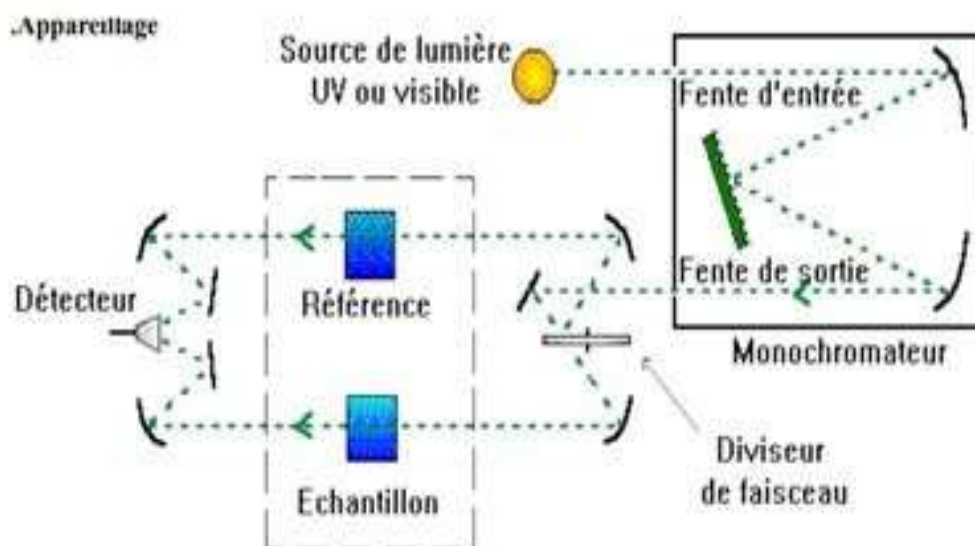 .Appareillage
Source de lumière
UV ou visible
Fente d'entrée
Fente de sortie
Monochromateur
Détecteur
Référence
Echantillon
Diviseur
de faisceau